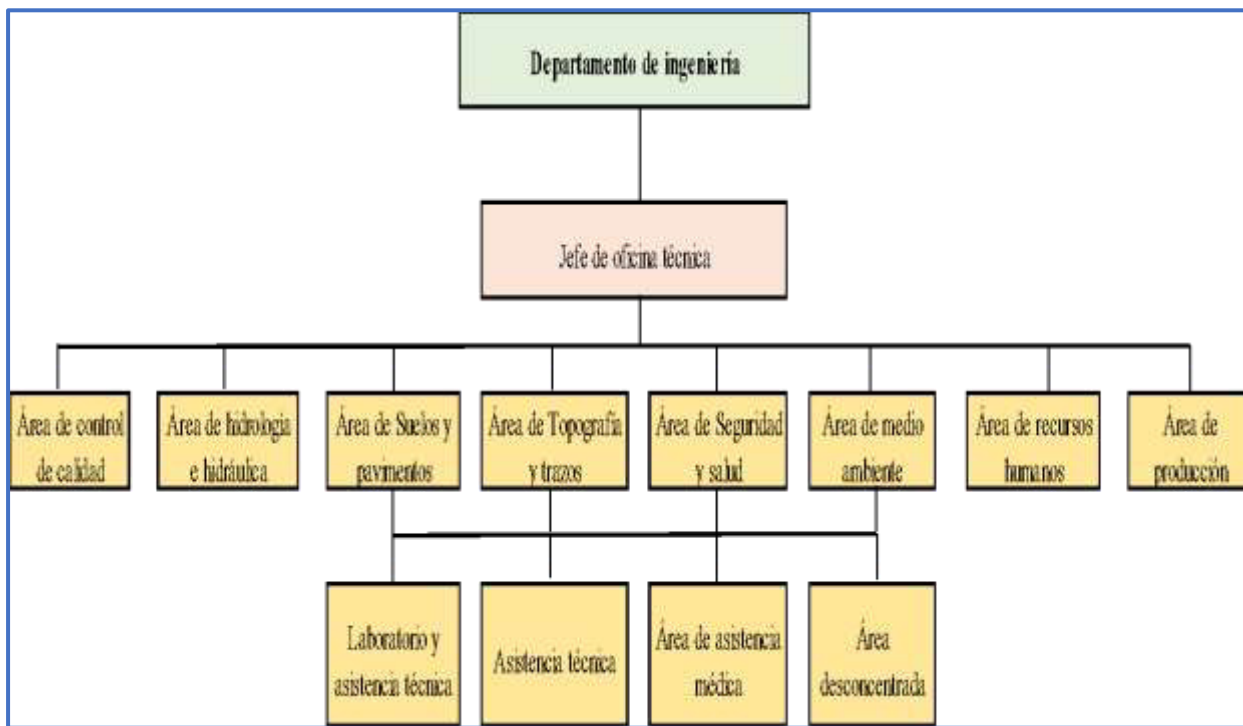 Departamento de ingeniería
Jefe de oficina técnica
Área de control
de calidad
Área de hidrologia
e hidráulica
Área de Suelos y
pavimentos
Área de Topografía
y trazos
Área de Seguridad
y salud
Área de medio
ambiente
Área de recursos
humanos
Área de
producción
Laboratorio y
asistencia técnica
Asistencia técnica
Área de asistencia
médica
Área
desconcentrada